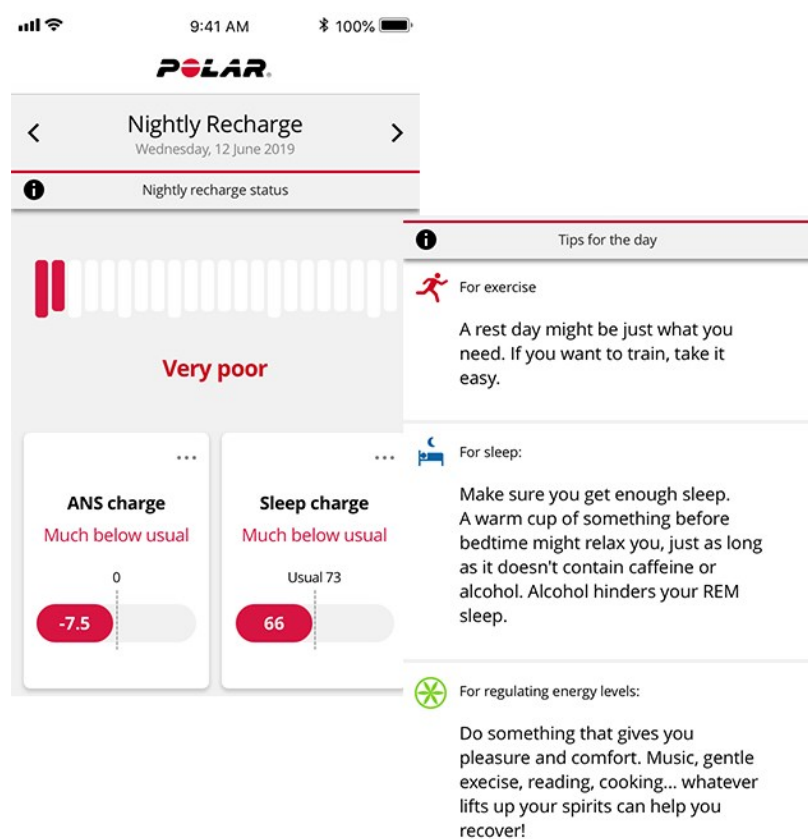 9:41 AM
100%
POLAR.
Nightly Recharge
Wednesday, 12 June 2019
Nightly recharge status
Very poor
ANS charge
Much below usual
0
-7.5
Sleep charge
Much below usual
Usual 73
66
Tips for the day
For exercise
A rest day might be just what you
need. If you want to train, take it
easy.
For sleep:
Make sure you get enough sleep.
A warm cup of something before
bedtime might relax you, just as long
as it doesn't contain caffeine or
alcohol. Alcohol hinders your REM
sleep.
For regulating energy levels:
Do something that gives you
pleasure and comfort. Music, gentle
execise, reading, cooking... whatever
lifts up your spirits can help you
recover!